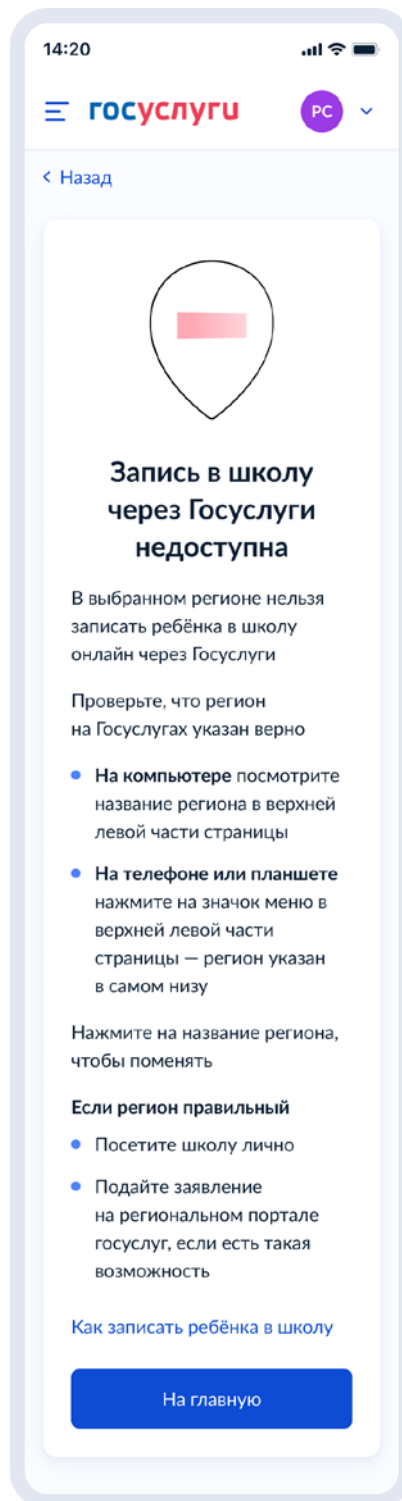 14:20
госуслуги
РС
Назад
Запись в школу
через Госуслуги
недоступна
В выбранном регионе нельзя
записать ребёнка в школу
онлайн через Госуслуги
Проверьте, что регион
на Госуслугах указан верно
На компьютере посмотрите
название региона в верхней
левой части страницы
На телефоне или планшете
нажмите на значок меню в
верхней левой части
страницы — регион указан
в самом низу
Нажмите на название региона,
чтобы поменять
Если регион правильный
Посетите школу лично
Подайте заявление
на региональном портале
госуслуг, если есть такая
возможность
Как записать ребёнка в школу
На главную